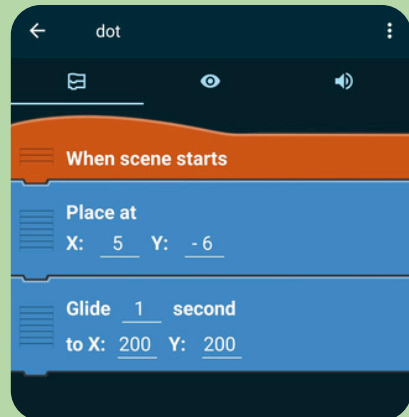 dot
When scene starts
Place at
X: 5 Y: - 6
Glide 1 second
to X: 200 Y: 200